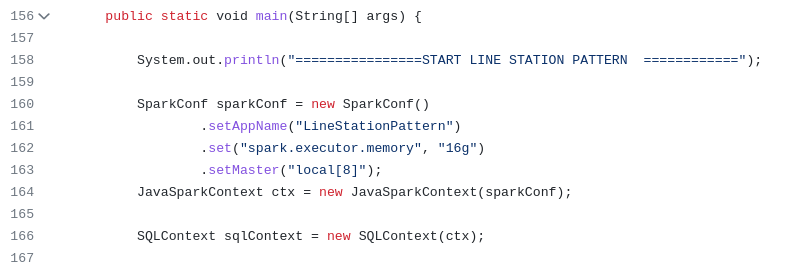 156 public static void main(String[] args) {
157
158 System.out.println("================START LINE STATION PATTERN  ============");
159
160 SparkConf sparkConf = new SparkConf()
161 .setAppName("LineStationPattern")
162 .set("spark.executor.memory", "16g")
163 .setMaster("local[8]");
164 JavaSparkContext ctx = new JavaSparkContext(sparkConf);
165
166 SQLContext sqlContext = new SQLContext(ctx);
167